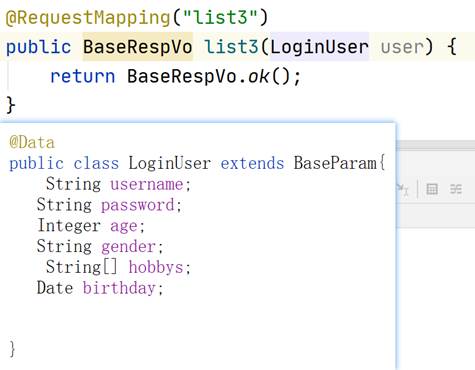 @RequestMapping("list3")
public BaseRespVo list3(LoginUser user) {
    return BaseRespVo.ok();
}
@Data
public class LoginUser extends BaseParam{
    String username;
   String password;
   Integer age;
   String gender;
    String[] hobbys;
   Date birthday;
}